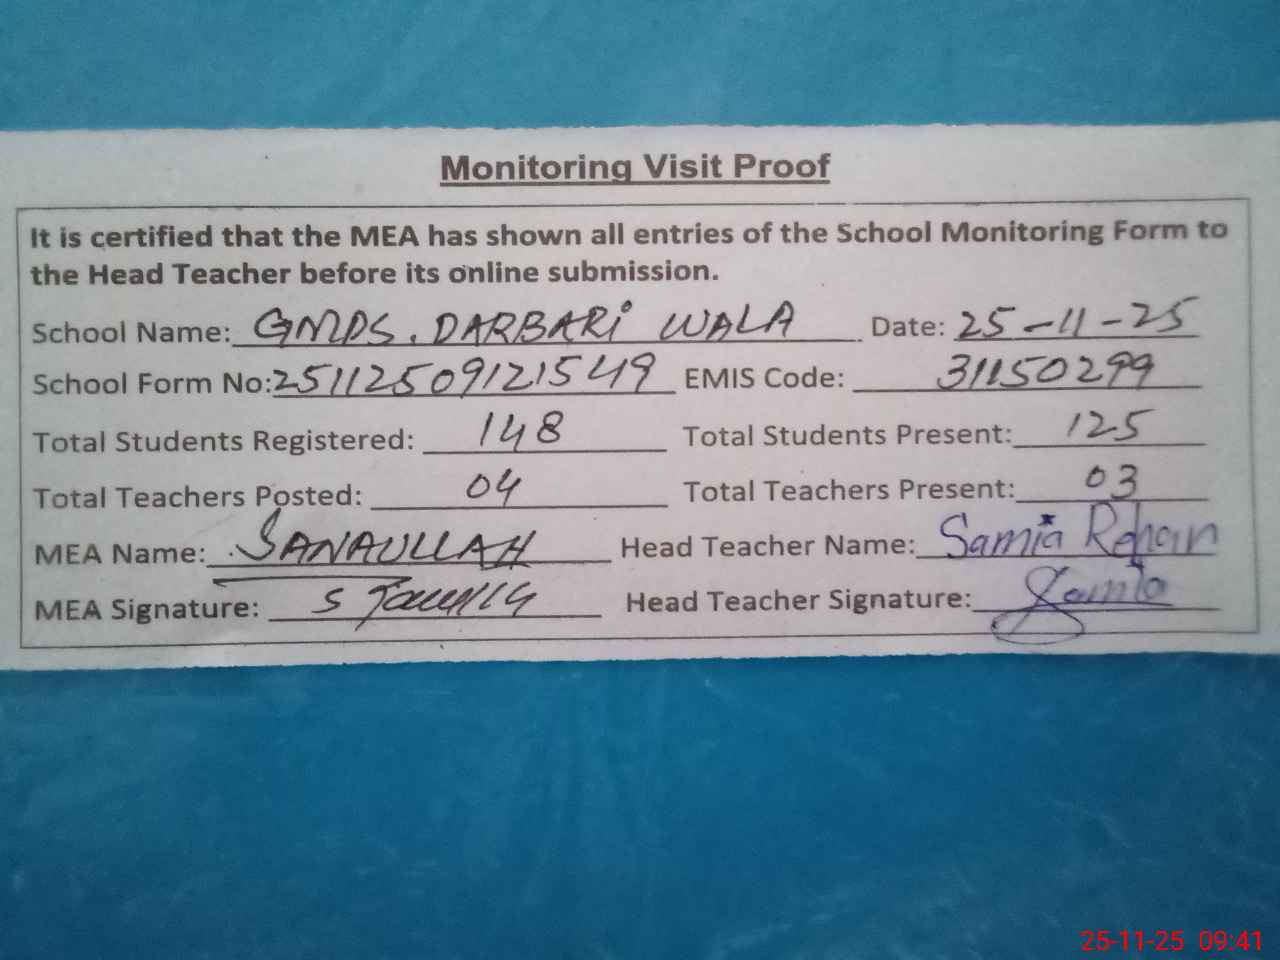 Monitoring Visit Proof
It is certified that the MEA has shown all entries of the School Monitoring Form to
the Head Teacher before its online submission.
School Name: GMPS. DARBARI WALA Date: 25-11-25
School Form No: 25112509121549 EMIS Code: 31150299
Total Students Registered: 148 Total Students Present: 125
Total Teachers Posted: 04 Total Teachers Present: 03
MEA Name: SANAULLAH Head Teacher Name: Samia Rehan
MEA Signature: Head Teacher Signature: Samia
25-11-25 09:41